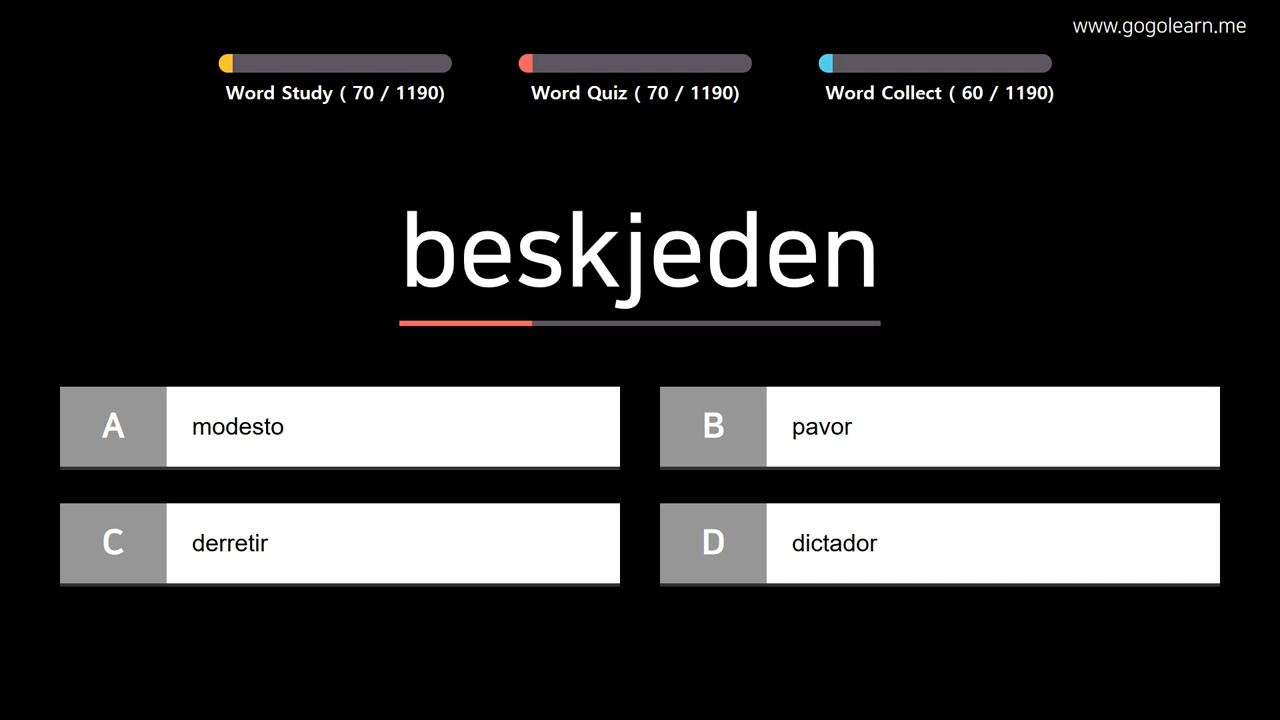 www.gogolearn.me
Word Study ( 70 / 1190)
Word Quiz ( 70 / 1190)
Word Collect ( 60 / 1190)
beskjeden
A modesto
B pavor
C derretir
D dictador